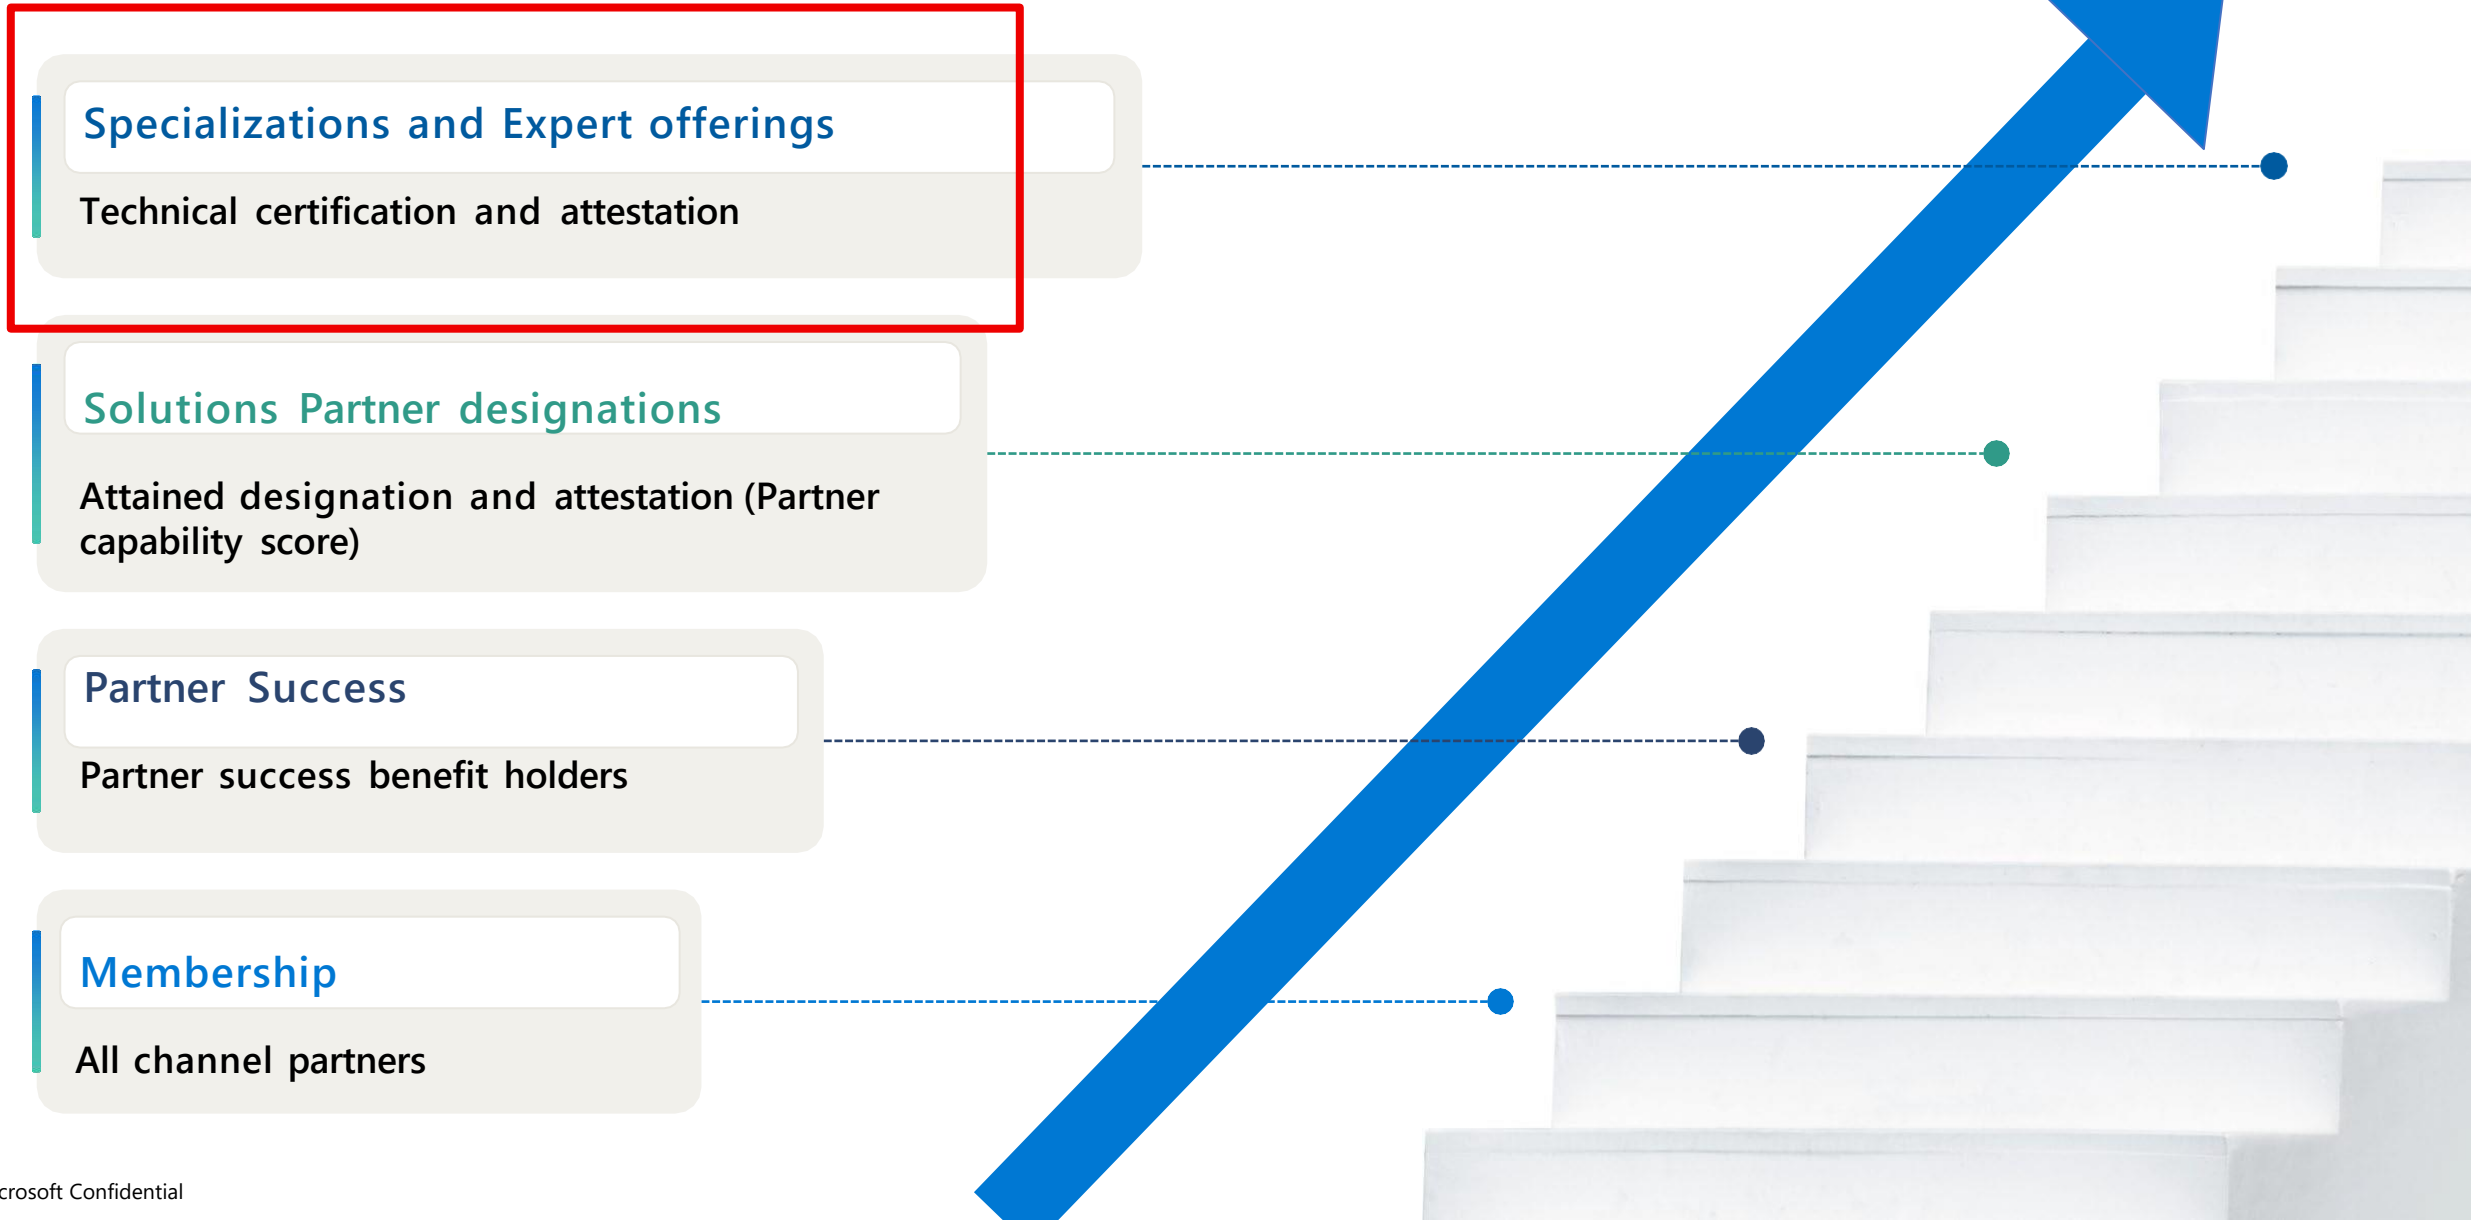 Specializations and Expert offerings
Technical certification and attestation
Solutions Partner designations
Attained designation and attestation (Partner
capability score)
Partner Success
Partner success benefit holders
Membership
All channel partners
crosoft Confidential